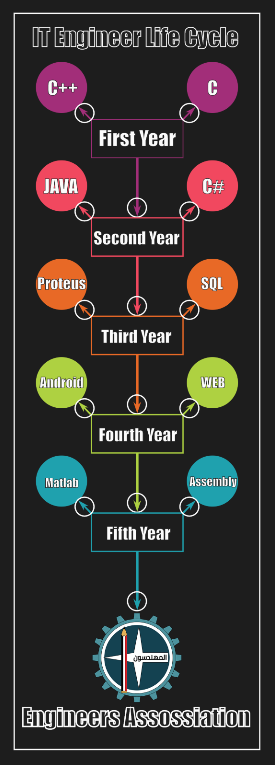 IT Engineer Life Cycle
C++
C
First Year
JAVA
C#
Second Year
Proteus
SQL
Third Year
Android
WEB
Fourth Year
Matlab
Assembly
Fifth Year
المهندسون
Engineers Assossiation